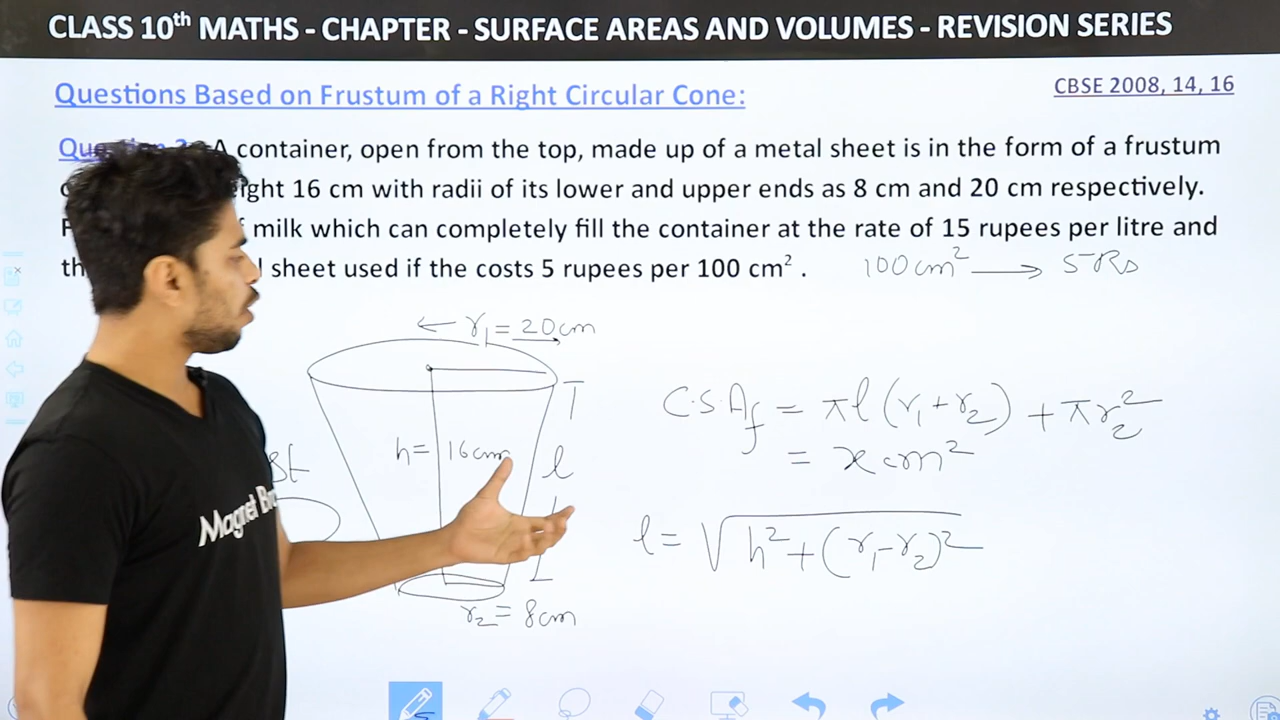 CLASS 10th MATHS - CHAPTER - SURFACE AREAS AND VOLUMES - REVISION SERIES
Questions Based on Frustum of a Right Circular Cone:
CBSE 2008, 14, 16
A container, open from the top, made up of a metal sheet is in the form of a frustum
16 cm with radii of its lower and upper ends as 8 cm and 20 cm respectively.
milk which can completely fill the container at the rate of 15 rupees per litre and
sheet used if the costs 5 rupees per 100 cm² .
100 cm² → 5 Rs
← r₁ = 20cm →
C.S.A_f = πl (r₁ + r₂) + πr₂²
= x cm²
h = 16cm
l
l = √h² + (r₁ - r₂)²
r₂ = 8cm
Magnet Br